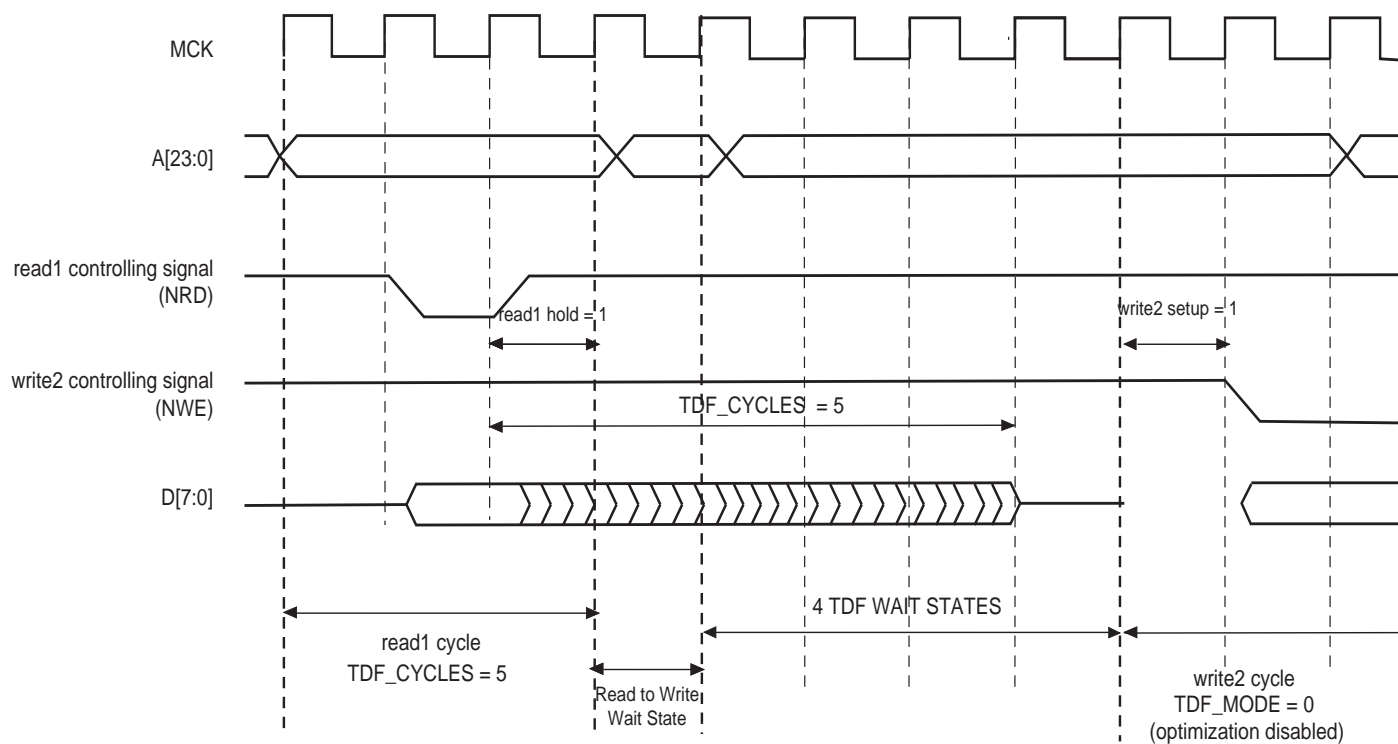 MCK
A[23:0]
read1 controlling signal
(NRD)
read1 hold = 1
write2 setup = 1
write2 controlling signal
(NWE)
TDF_CYCLES = 5
D[7:0]
4 TDF WAIT STATES
read1 cycle
TDF_CYCLES = 5
Read to Write
Wait State
write2 cycle
TDF_MODE = 0
(optimization disabled)